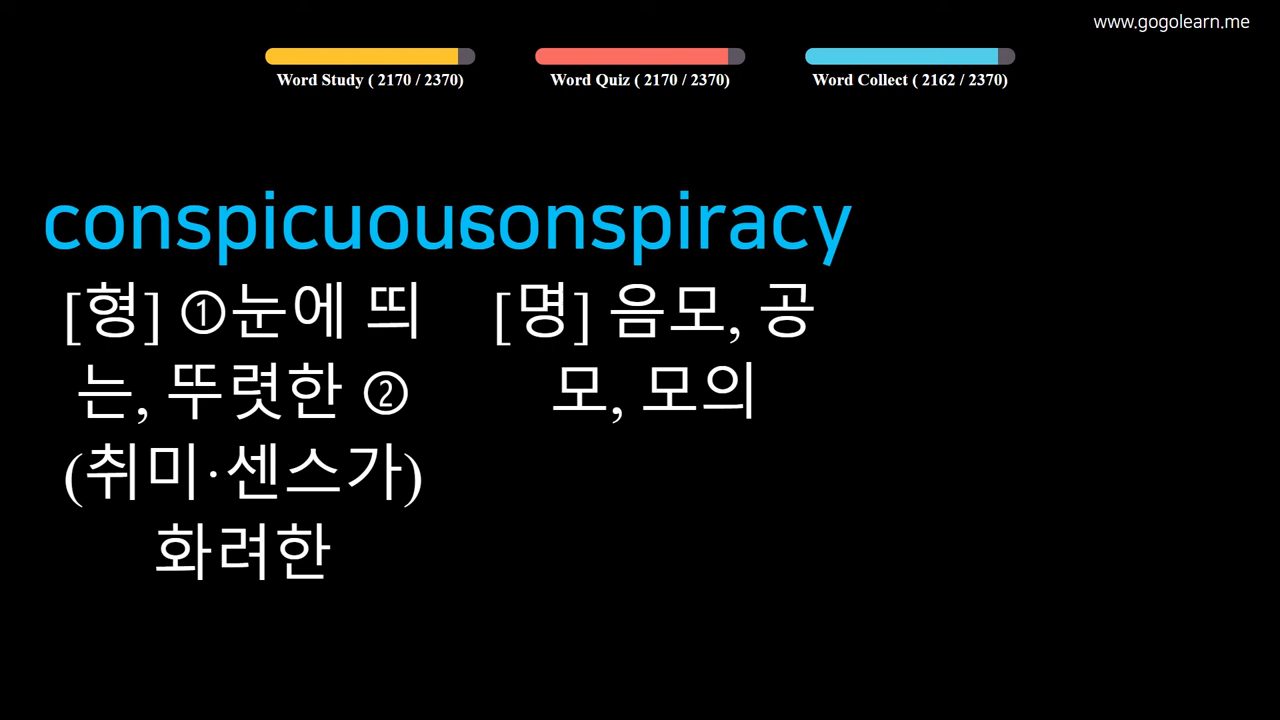 www.gogolearn.me
Word Study ( 2170 / 2370)
Word Quiz ( 2170 / 2370)
Word Collect ( 2162 / 2370)
conspicuous
[형] ①눈에 띄
는, 뚜렷한 ②
(취미·센스가)
화려한
conspiracy
[명] 음모, 공
모, 모의